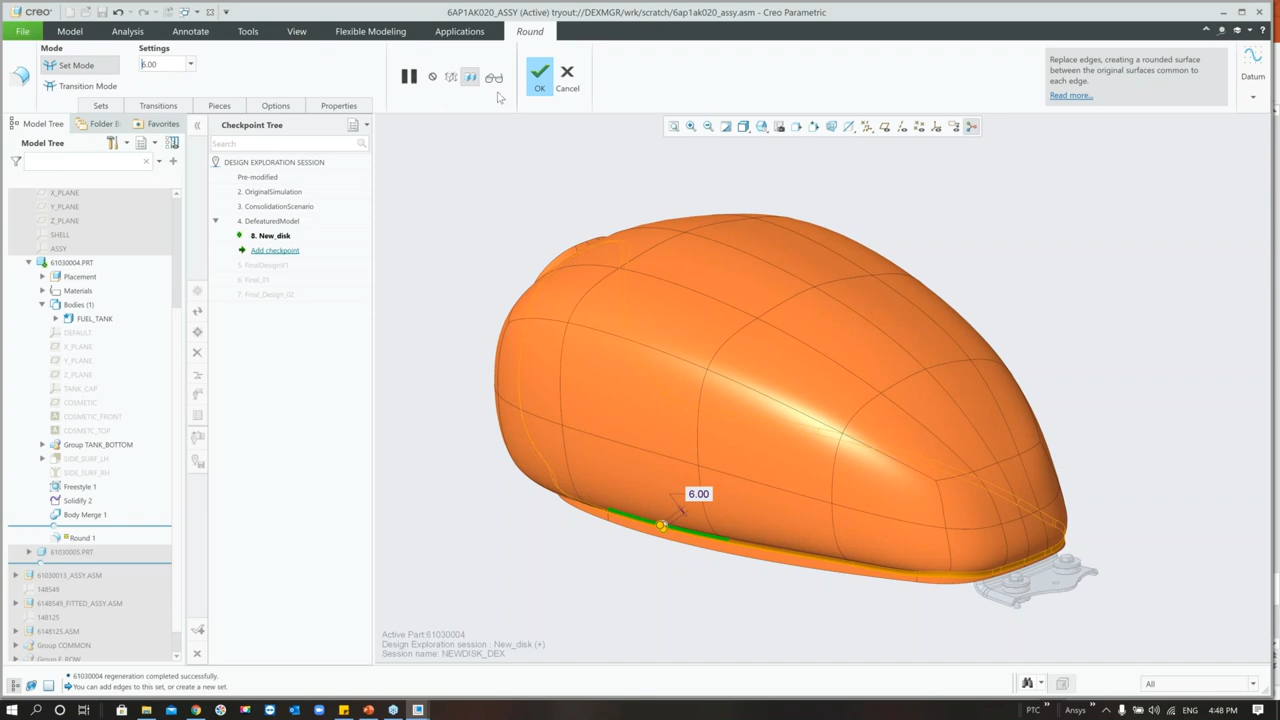 creo
6AP1AK020_ASSY (Active) tryout://DEXMGR/wrk/scratch/6ap1ak020_assy.asm - Creo Parametric
File Model Analysis Annotate Tools View Flexible Modeling Applications Round
Mode Settings
Set Mode 6.00
Transition Mode
OK Cancel
Replace edges, creating a rounded surface between the original surfaces common to each edge.
Read more...
Datum
Sets Transitions Pieces Options Properties
Model Tree Folder B Favorites
Model Tree
X_PLANE
Y_PLANE
Z_PLANE
SHELL
ASSY
61030004.PRT
Placement
Materials
Bodies (1)
FUEL_TANK
DEFAULT
X_PLANE
Y_PLANE
Z_PLANE
TANK_CAP
COSMETIC
COSMETIC_FRONT
COSMETC_TOP
Group TANK_BOTTOM
SIDE_SURF_LH
SIDE_SURF_RH
Freestyle 1
Solidify 2
Body Merge 1
Round 1
61030005.PRT
61030013_ASSY.ASM
148549
6148549_FITTED_ASSY.ASM
148125
6148125.ASM
Group COMMON
Group F_ROW
Checkpoint Tree
Search
DESIGN EXPLORATION SESSION
Pre-modified
2. OriginalSimulation
3. ConsolidationScenario
4. DefeaturedModel
8. New_disk
Add checkpoint
5. FinalDesignV1
6. Final_01
7. Final_Design_02
6.00
Active Part:61030004
Design Exploration session : New_disk (+)
Session name: NEWDISK_DEX
61030004 regeneration completed successfully.
You can add edges to this set, or create a new set.
All
PTC Ansys ENG 4:48 PM